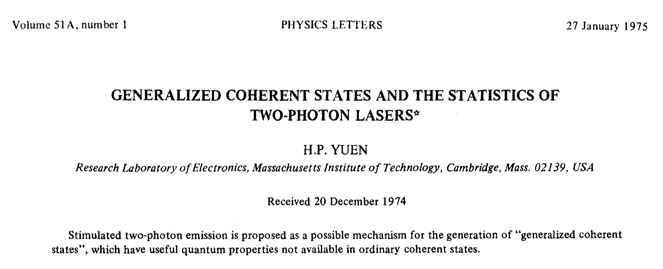 Volume 51A, number 1 PHYSICS LETTERS 27 January 1975
GENERALIZED COHERENT STATES AND THE STATISTICS OF
TWO-PHOTON LASERS*
H.P. YUEN
Research Laboratory of Electronics, Massachusetts Institute of Technology, Cambridge, Mass. 02139, USA
Received 20 December 1974
Stimulated two-photon emission is proposed as a possible mechanism for the generation of "generalized coherent
states", which have useful quantum properties not available in ordinary coherent states.